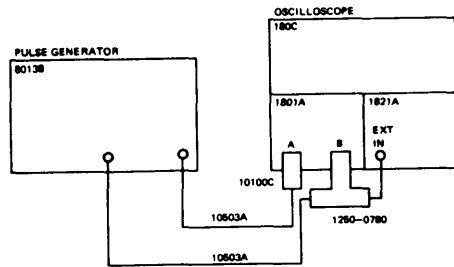 OSCILLOSCOPE
180C
PULSE GENERATOR
8013B
1801A 1821A
A B EXT IN
10100C
1250-0780
10503A
10503A